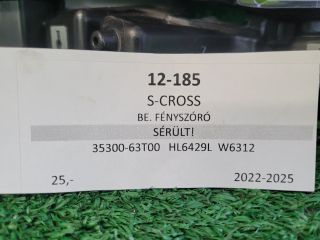 12-185
S-CROSS
BE. FÉNYSZÓRÓ
SÉRÜLT!
35300-63T00 HL6429L W6312
25,- 2022-2025